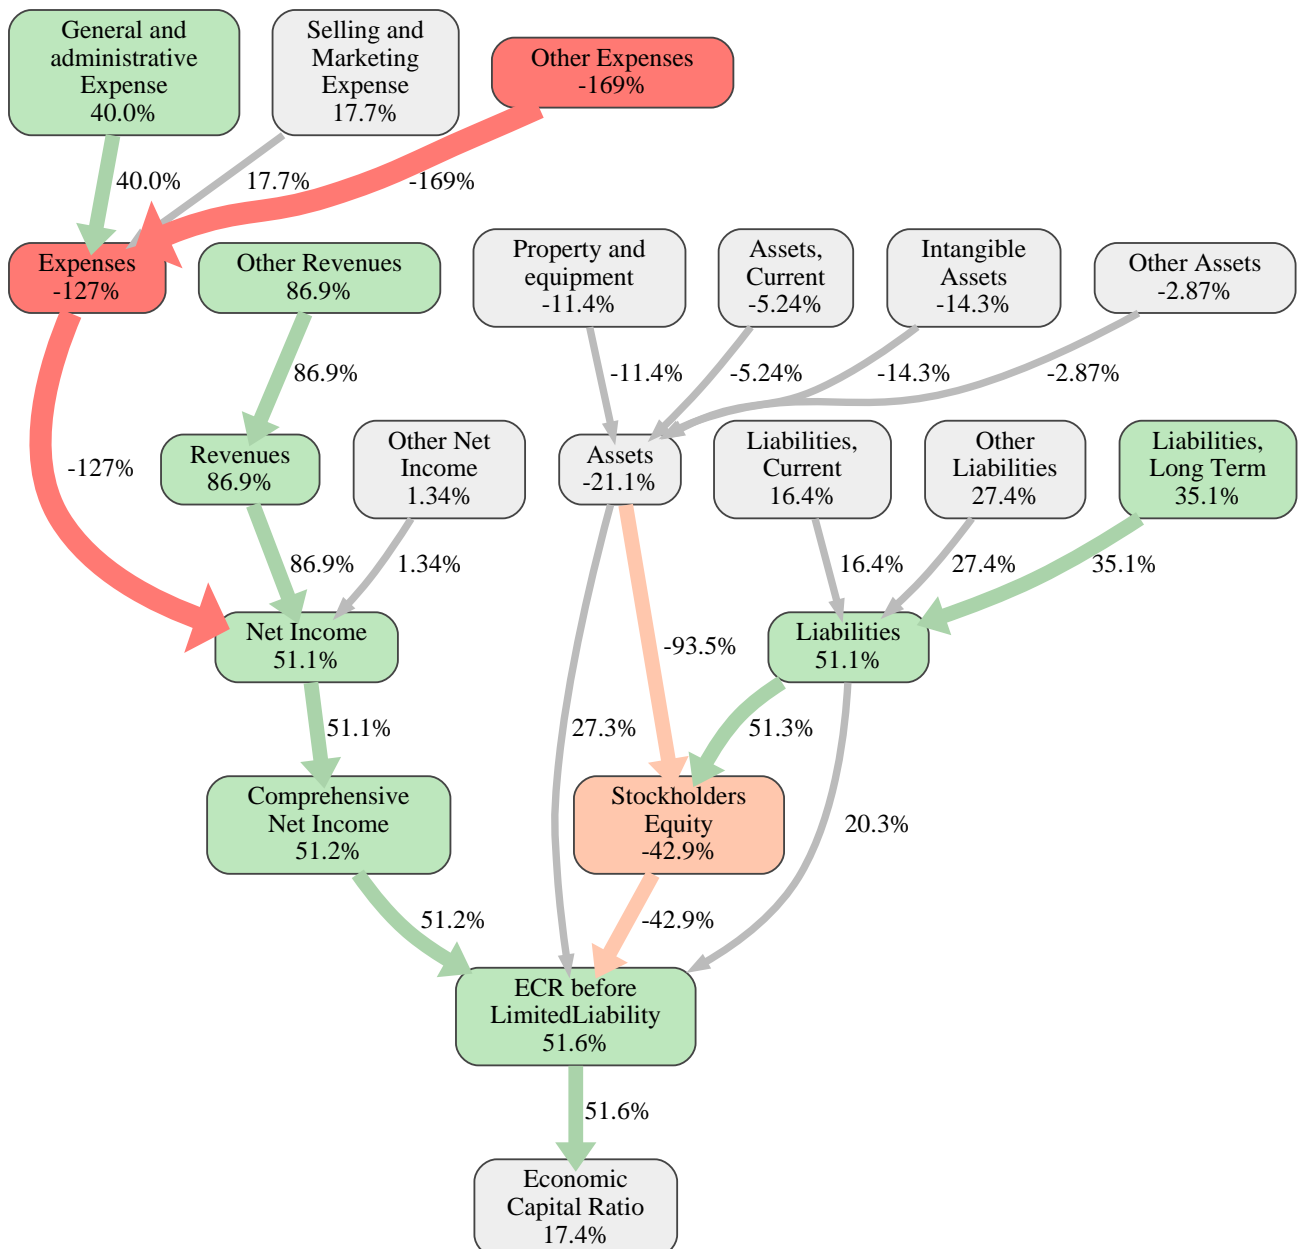 General and
administrative
Expense
40.0%
Selling and
Marketing
Expense
17.7%
Other Expenses
-169%
40.0%
17.7%
-169%
Expenses
-127%
Other Revenues
86.9%
Property and
equipment
-11.4%
Assets,
Current
-5.24%
Intangible
Assets
-14.3%
Other Assets
-2.87%
86.9%
-11.4%
-5.24%
-14.3%
-2.87%
-127%
Revenues
86.9%
Other Net
Income
1.34%
Assets
-21.1%
Liabilities,
Current
16.4%
Other
Liabilities
27.4%
Liabilities,
Long Term
35.1%
86.9%
1.34%
16.4%
27.4%
35.1%
Net Income
51.1%
-93.5%
Liabilities
51.1%
51.1%
27.3%
51.3%
Comprehensive
Net Income
51.2%
Stockholders
Equity
-42.9%
20.3%
51.2%
-42.9%
ECR before
LimitedLiability
51.6%
51.6%
Economic
Capital Ratio
17.4%